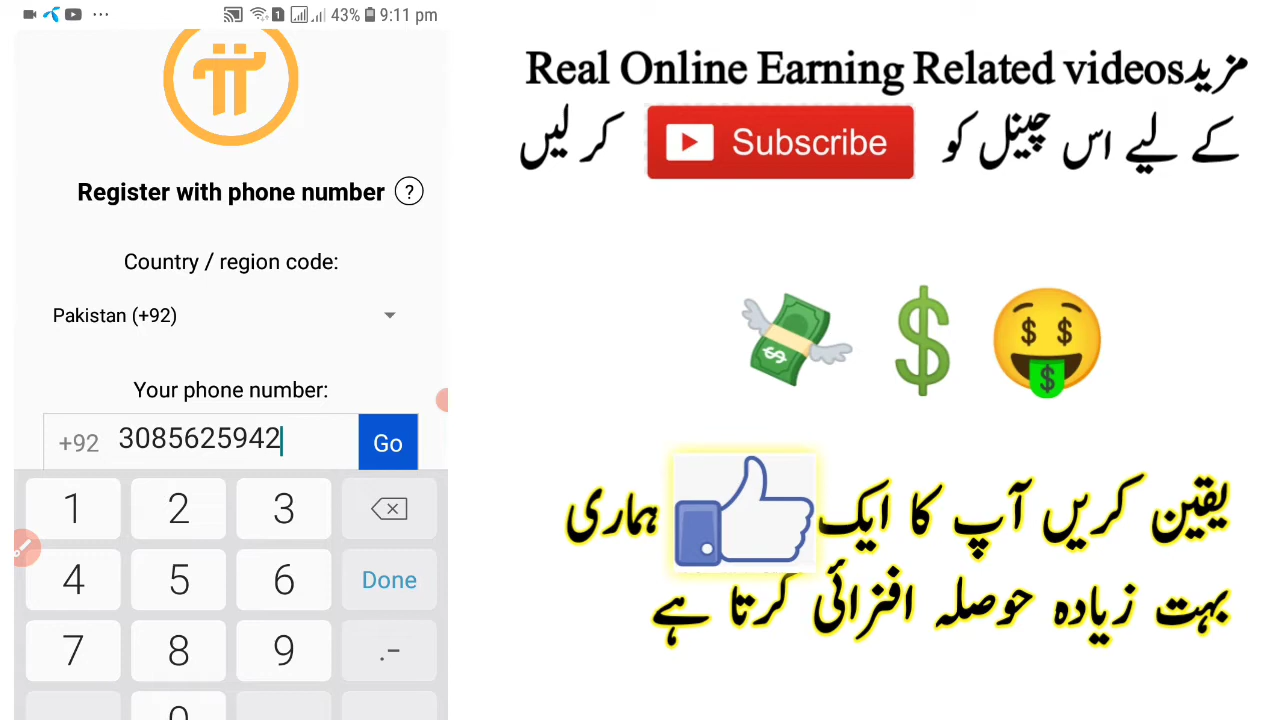 1 43% 9:11 pm
Register with phone number ?
Country / region code:
Pakistan (+92)
Your phone number:
+92 3085625942 Go
1 2 3
4 5 6 Done
7 8 9 .-
0
مزید Real Online Earning Related videos
کے لیے اس چینل کو Subscribe کر لیں
یقین کریں آپ کا ایک ہماری
بہت زیادہ حوصلہ افزائی کرتا ہے